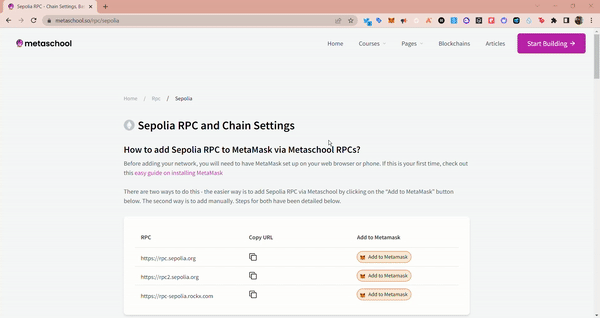 Sepolia RPC - Chain Settings, Bo
metaschool.so/rpc/sepolia
metaschool
Home Courses Pages Blockchains Articles Start Building →
Home / Rpc / Sepolia
Sepolia RPC and Chain Settings
How to add Sepolia RPC to MetaMask via Metaschool RPCs?
Before adding your network, you will need to have MetaMask set up on your web browser or phone. If this is your first time, check out
this easy guide on installing MetaMask
There are two ways to do this - the easier way is to add Sepolia RPC via Metaschool by clicking on the "Add to MetaMask" button
below. The second way is to add manually. Steps for both have been detailed below.
RPC Copy URL Add to Metamask
https://rpc.sepolia.org Add to Metamask
https://rpc2.sepolia.org Add to Metamask
https://rpc-sepolia.rockx.com Add to Metamask